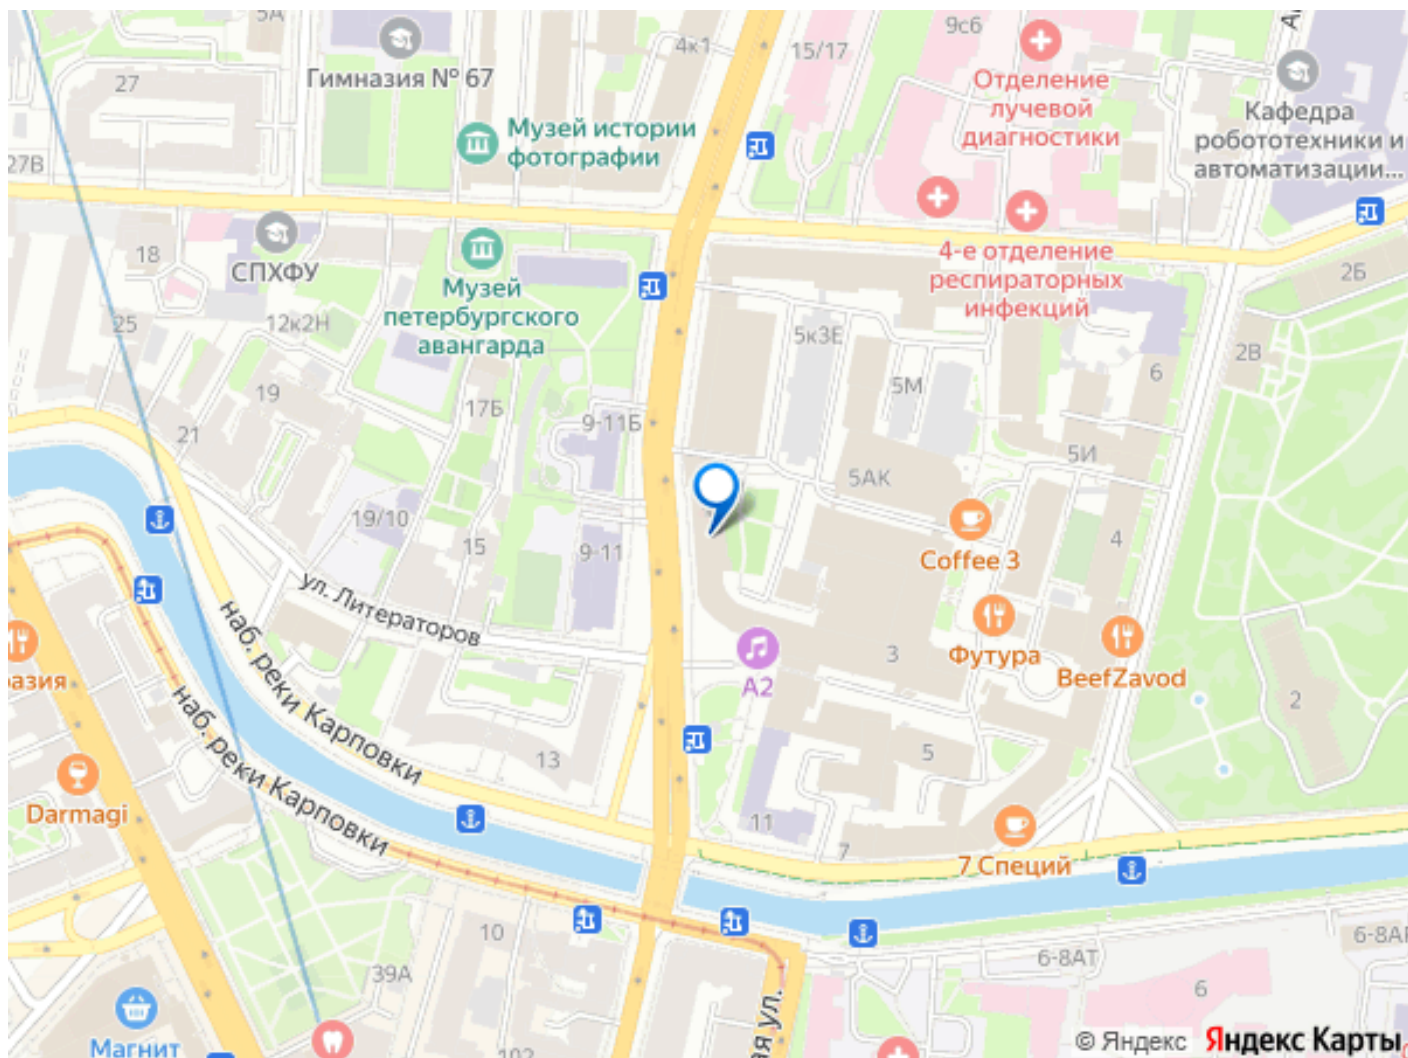 5А
4к1
15/17
9с6
27
Гимназия № 67
Отделение
лучевой
диагностики
Кафедра
робототехники и
автоматизации...
Музей истории
фотографии
27В
СПХФУ
18
Музей
петербургского
авангарда
4-е отделение
респираторных
инфекций
2Б
25
12к2Н
5к3Е
2В
19
17Б
5М
6
21
9-11Б
5И
5АК
19/10
15
9-11
Coffee 3
4
ул. Литераторов
наб. реки Карповки
А2
3
Футура
BeefZavod
азия
наб. реки Карповки
2
13
5
Darmagi
11
7
7 Специй
10
39А
6-8АТ
6-8А
6
ая ул.
102
Магнит
© Яндекс Яндекс Карты